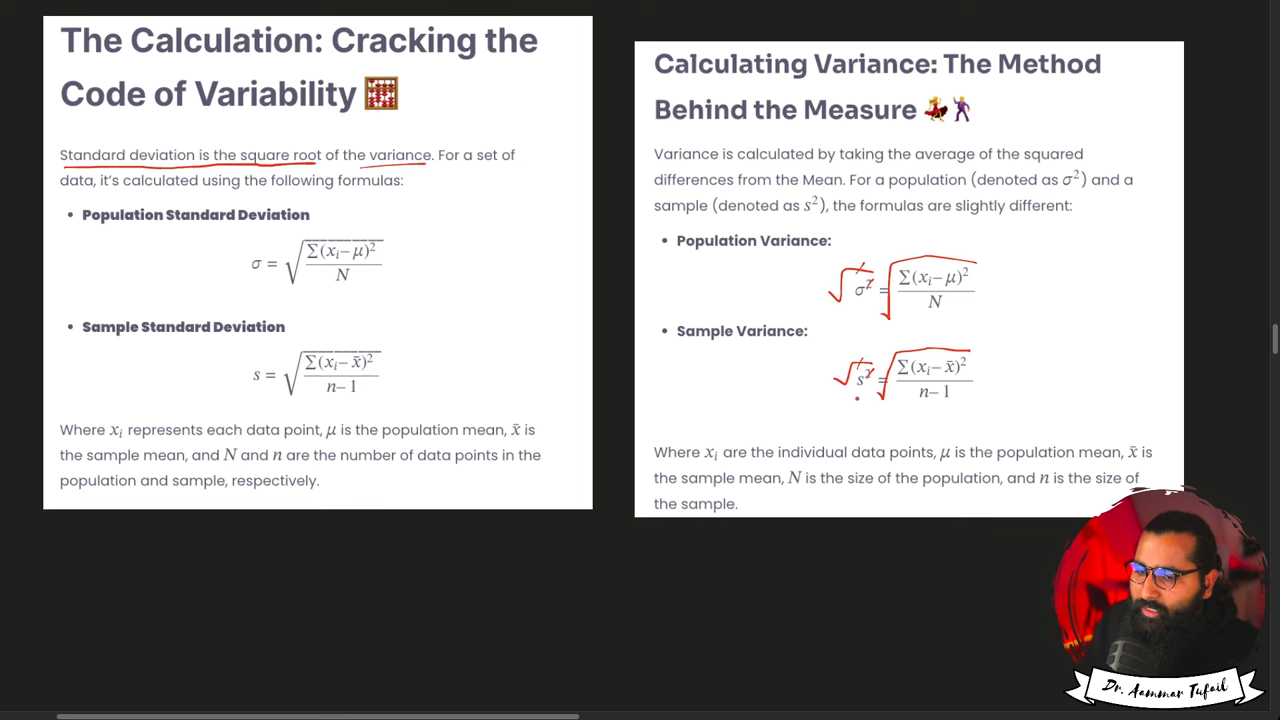 The Calculation: Cracking the
Code of Variability 🧮
Standard deviation is the square root of the variance. For a set of
data, it’s calculated using the following formulas:
• Population Standard Deviation
σ = √(Σ(xᵢ– μ)² / N)
• Sample Standard Deviation
s = √(Σ(xᵢ– x̄)² / n– 1)
Where xᵢ represents each data point, μ is the population mean, x̄ is
the sample mean, and N and n are the number of data points in the
population and sample, respectively.
Calculating Variance: The Method
Behind the Measure 💃🕺
Variance is calculated by taking the average of the squared
differences from the Mean. For a population (denoted as σ²) and a
sample (denoted as s²), the formulas are slightly different:
• Population Variance:
√σ² = √(Σ(xᵢ– μ)² / N)
• Sample Variance:
√s² = √(Σ(xᵢ– x̄)² / n– 1)
Where xᵢ are the individual data points, μ is the population mean, x̄ is
the sample mean, N is the size of the population, and n is the size of
the sample.
Dr. Aammar Tufail